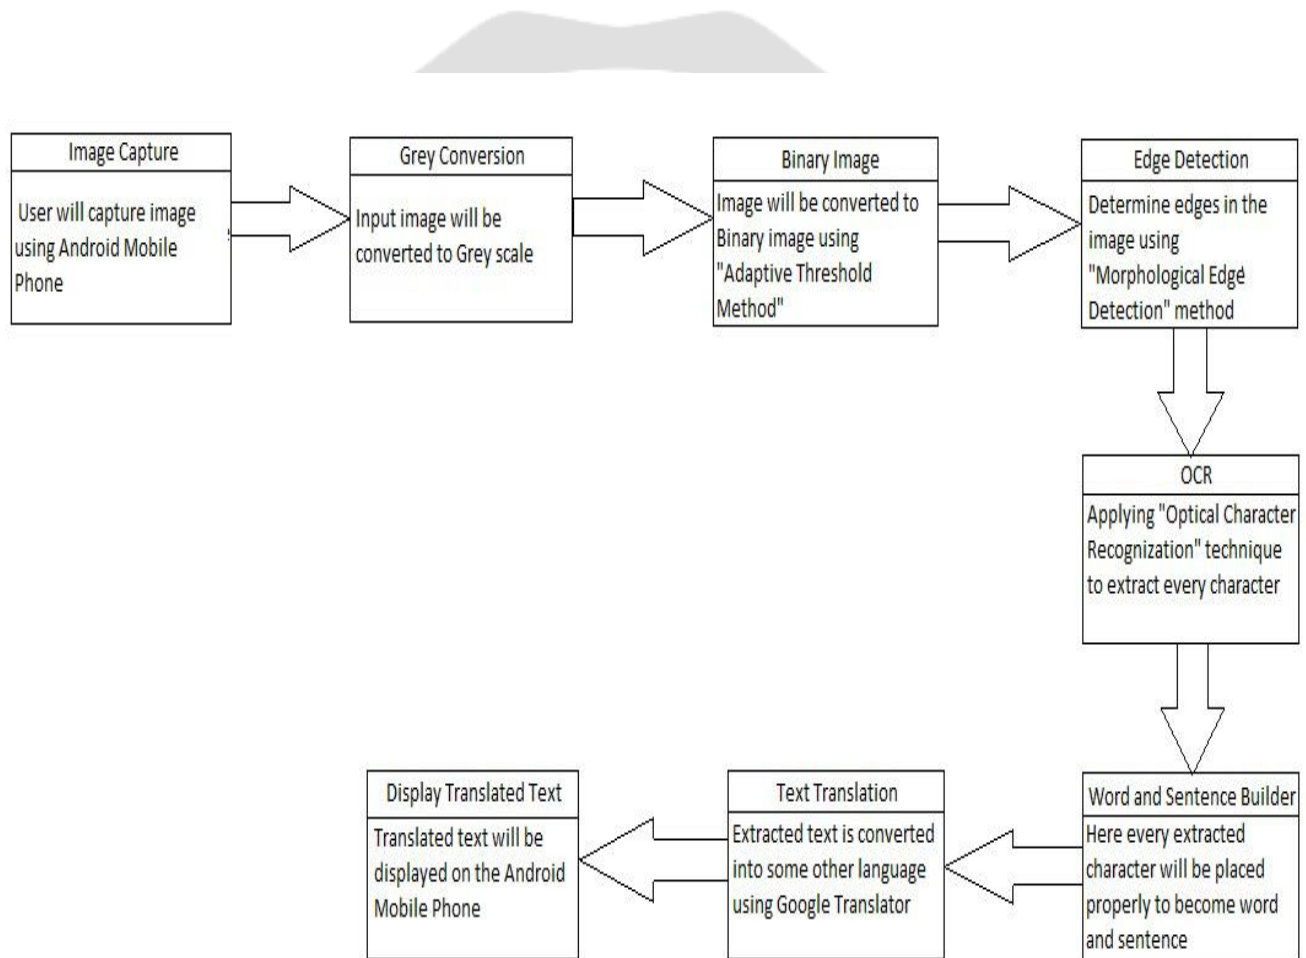 Image Capture
User will capture image
using Android Mobile
Phone
Grey Conversion
Input image will be
converted to Grey scale
Binary Image
Image will be converted to
Binary image using
"Adaptive Threshold
Method"
Edge Detection
Determine edges in the
image using
"Morphological Edge
Detection" method
OCR
Applying "Optical Character
Recognization" technique
to extract every character
Word and Sentence Builder
Here every extracted
character will be placed
properly to become word
and sentence
Text Translation
Extracted text is converted
into some other language
using Google Translator
Display Translated Text
Translated text will be
displayed on the Android
Mobile Phone